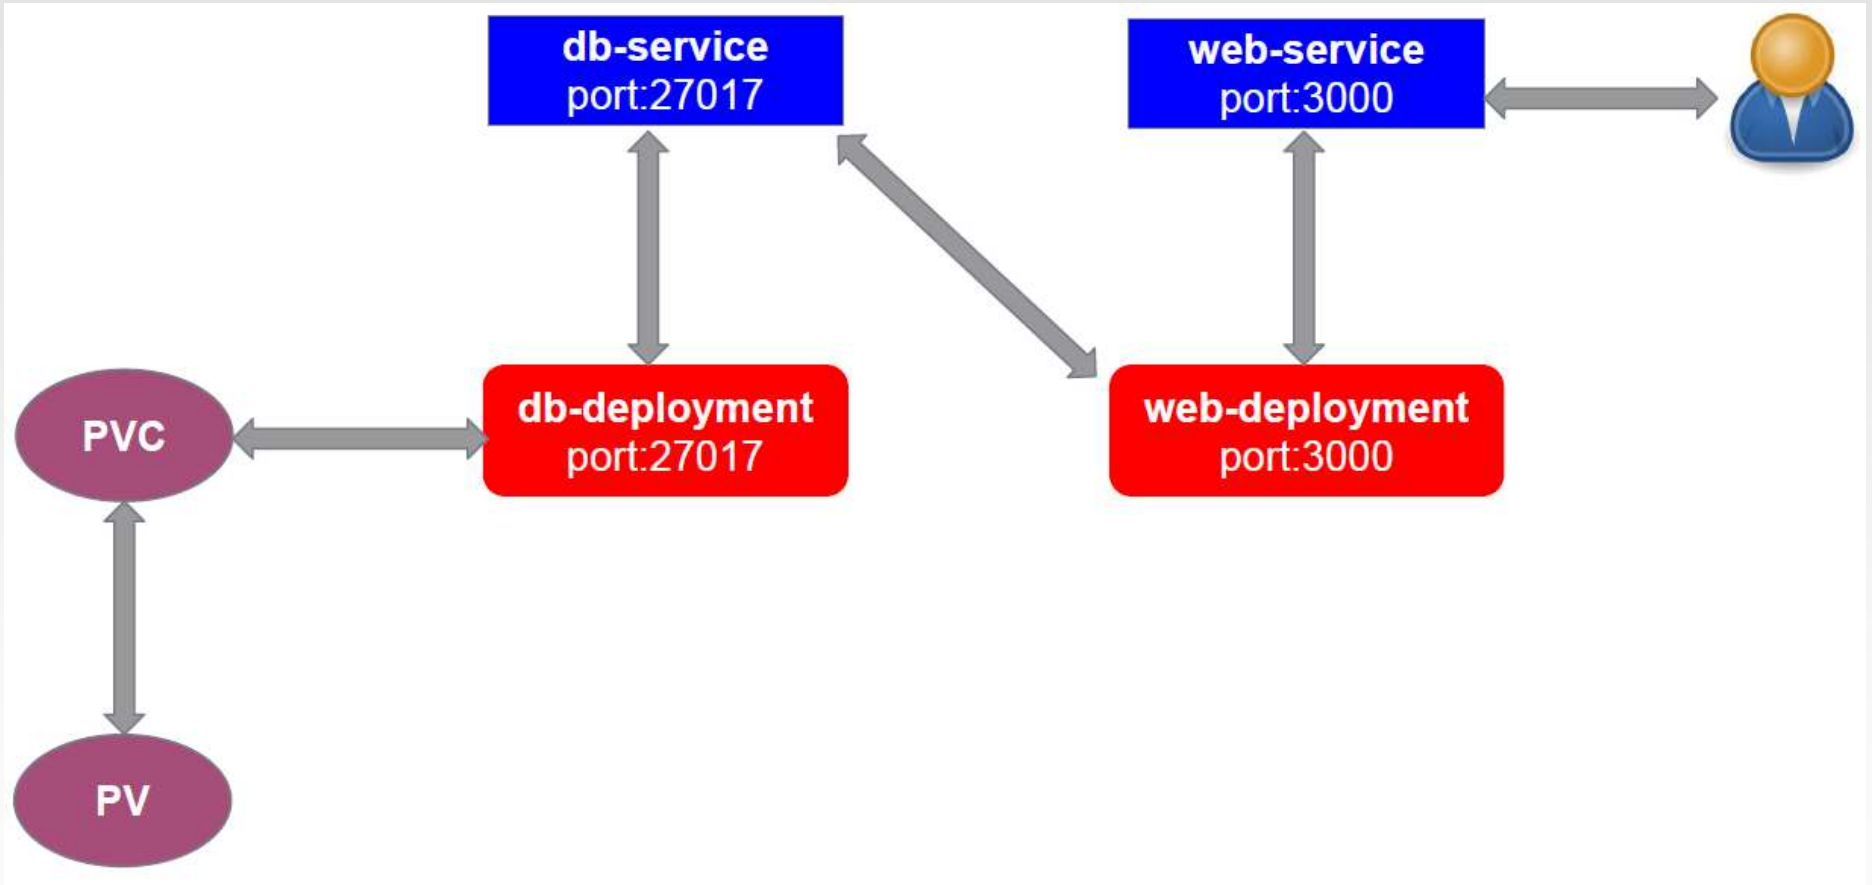 db-service
port:27017
web-service
port:3000
PVC
db-deployment
port:27017
web-deployment
port:3000
PV